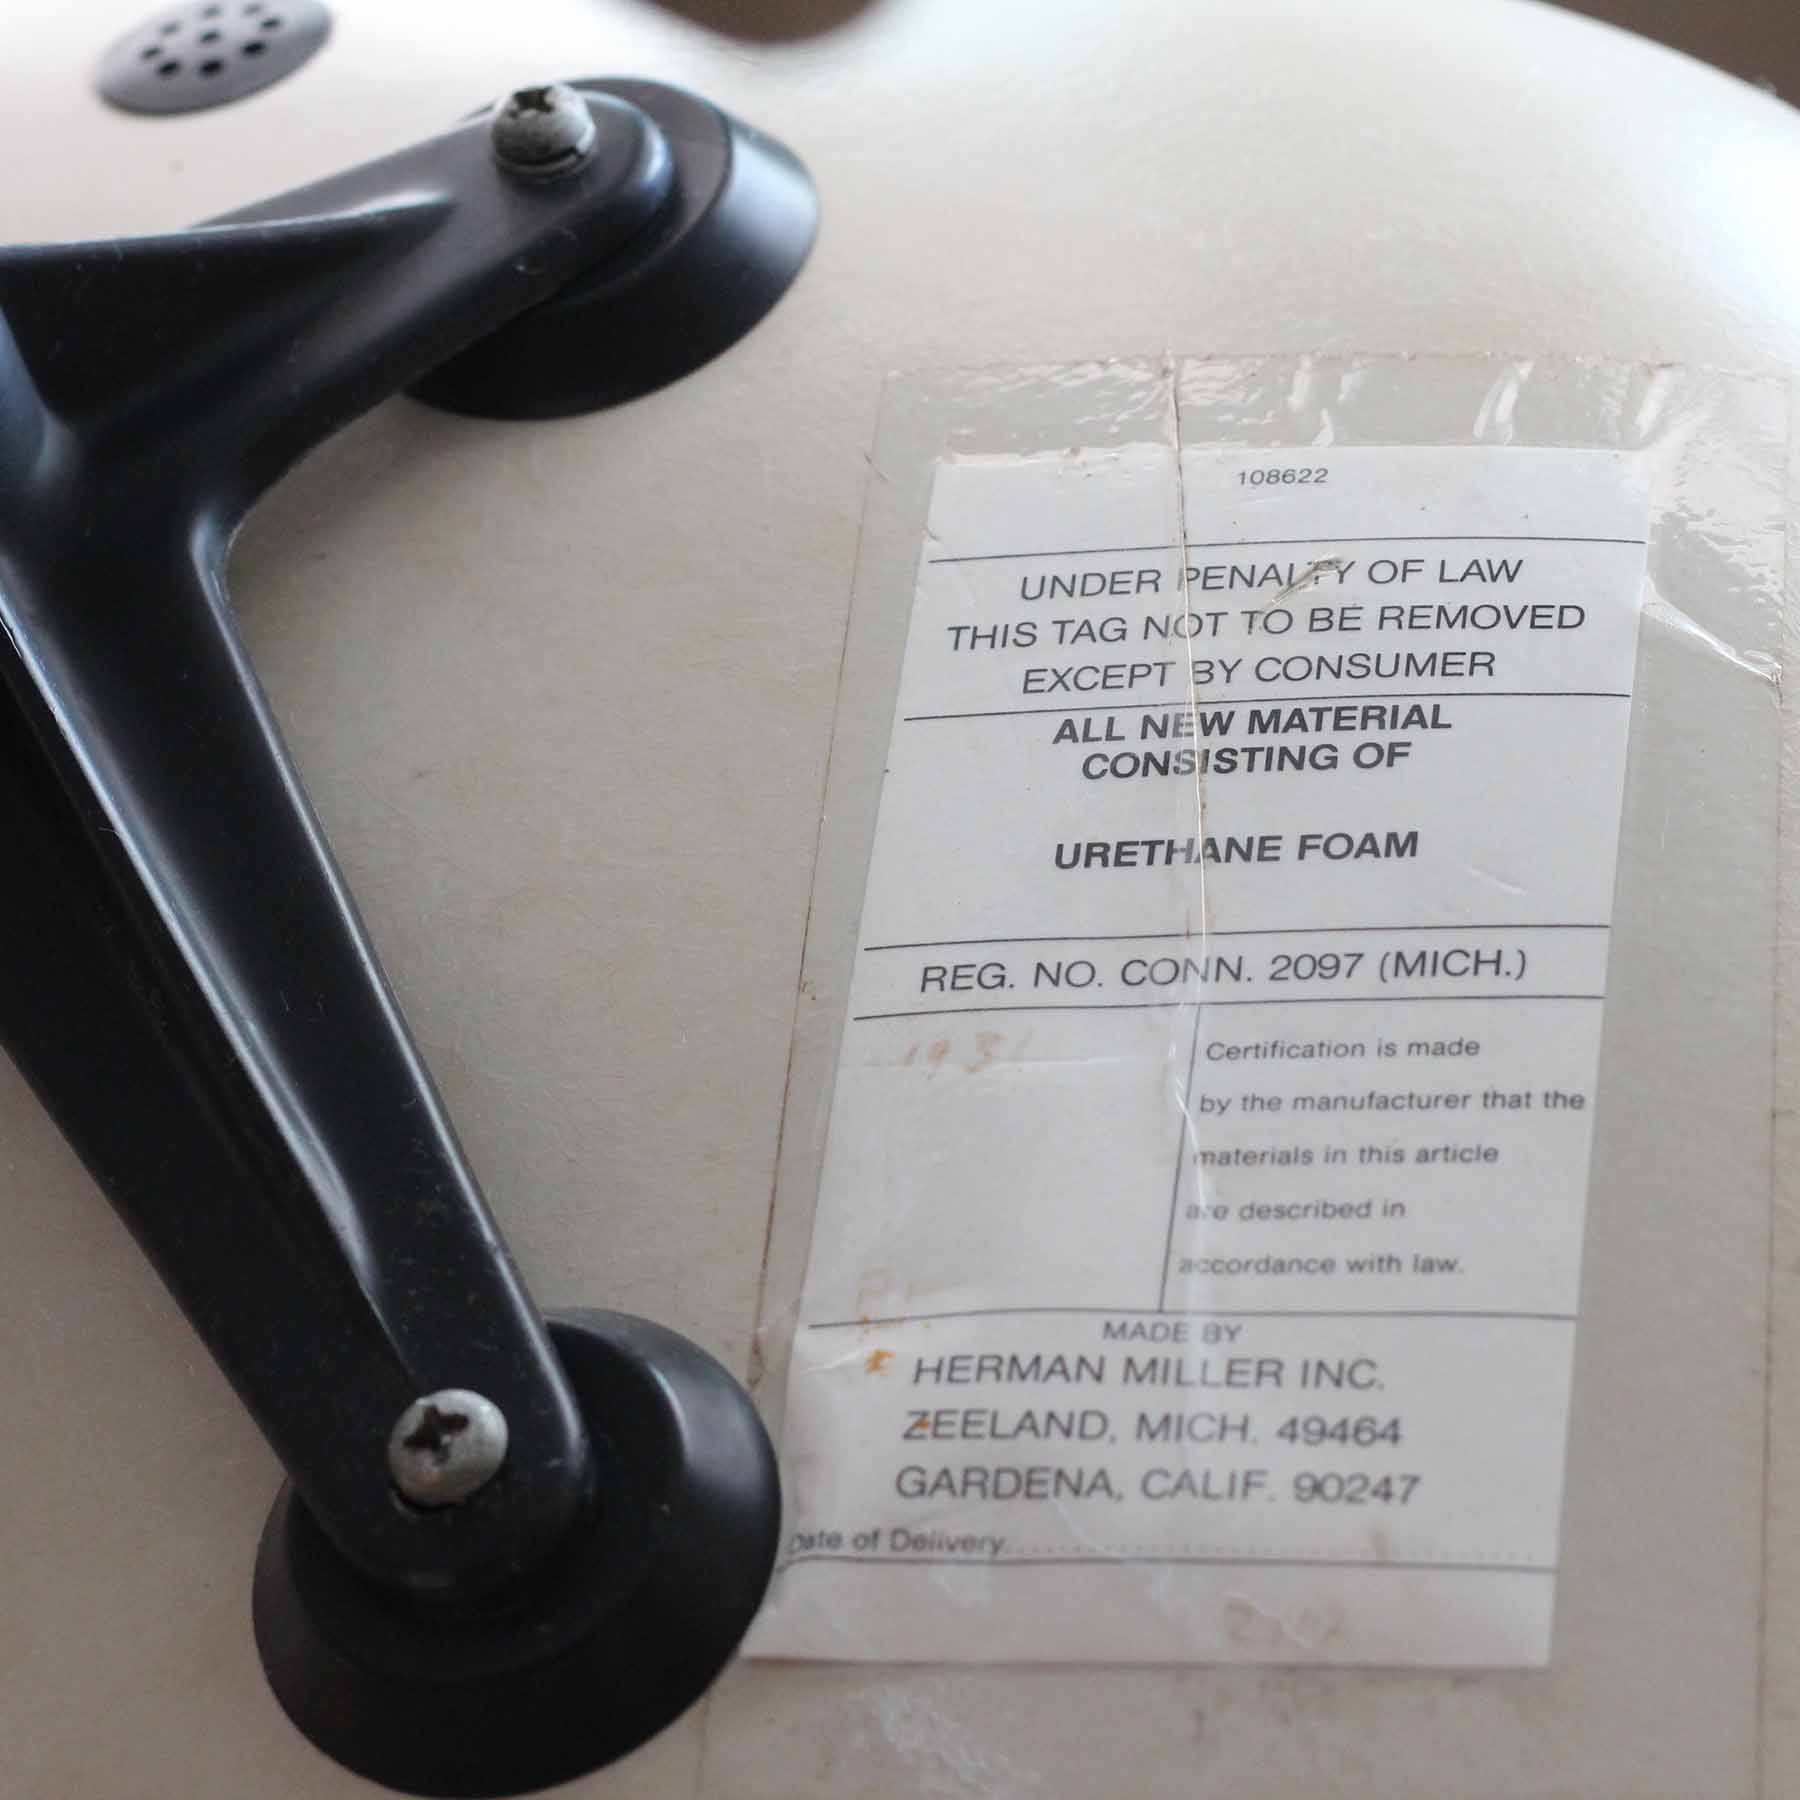 108622
UNDER PENALTY OF LAW
THIS TAG NOT TO BE REMOVED
EXCEPT BY CONSUMER
ALL NEW MATERIAL
CONSISTING OF
URETHANE FOAM
REG. NO. CONN. 2097 (MICH.)
Certification is made
by the manufacturer that the
materials in this article
are described in
accordance with law.
MADE BY
HERMAN MILLER INC.
ZEELAND, MICH. 49464
GARDENA, CALIF. 90247
Date of Delivery